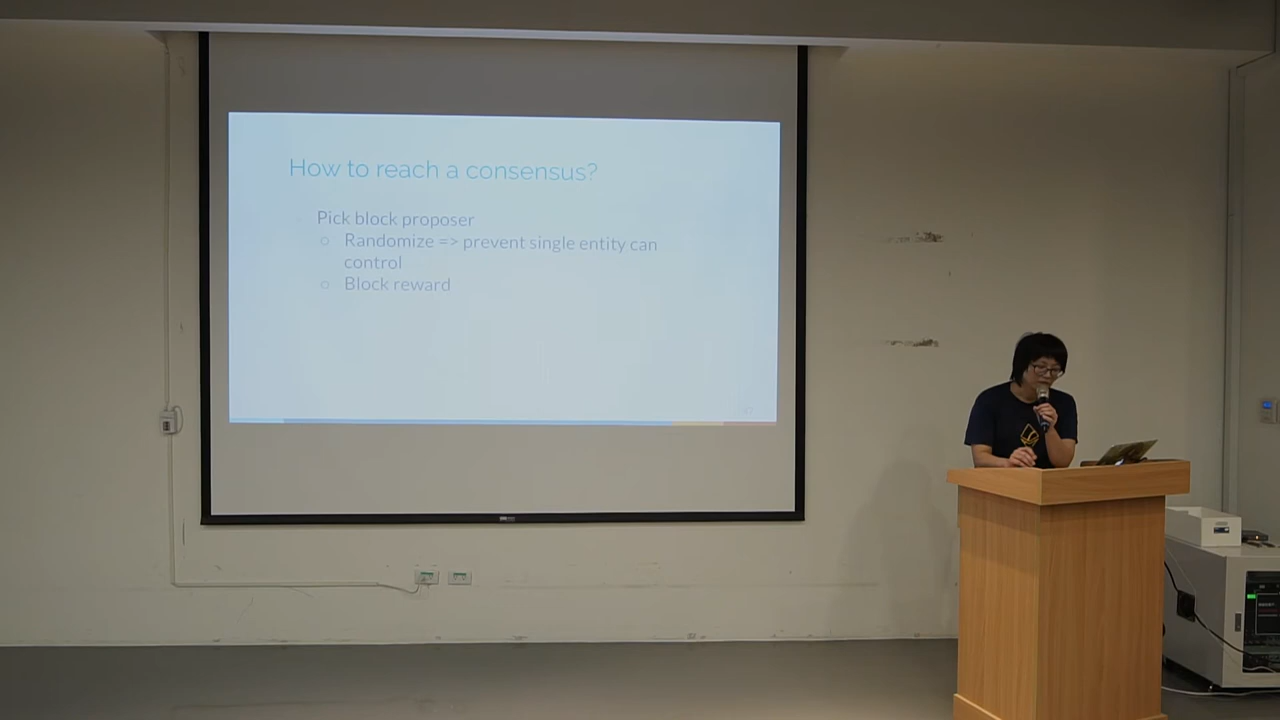 How to reach a consensus?
Pick block proposer
Randomize => prevent single entity can
control
Block reward